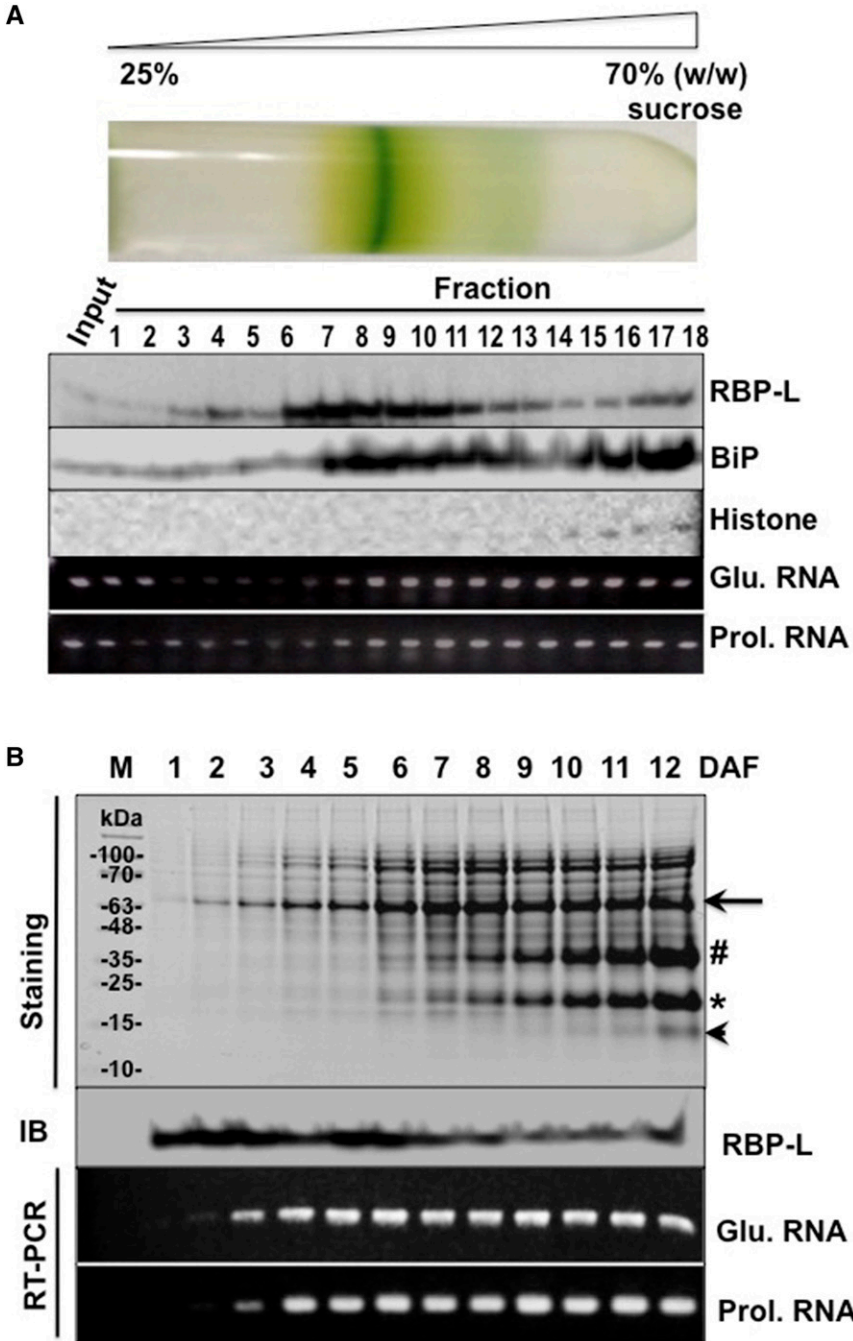 A
25%
70% (w/w)
sucrose
Input
Fraction
1 2 3 4 5 6 7 8 9 10 11 12 13 14 15 16 17 18
RBP-L
BiP
Histone
Glu. RNA
Prol. RNA
B
M 1 2 3 4 5 6 7 8 9 10 11 12 DAF
Staining
kDa
-100-
-70-
-63-
-48-
-35- #
-25-
*
-15-
-10-
IB
RBP-L
RT-PCR
Glu. RNA
Prol. RNA